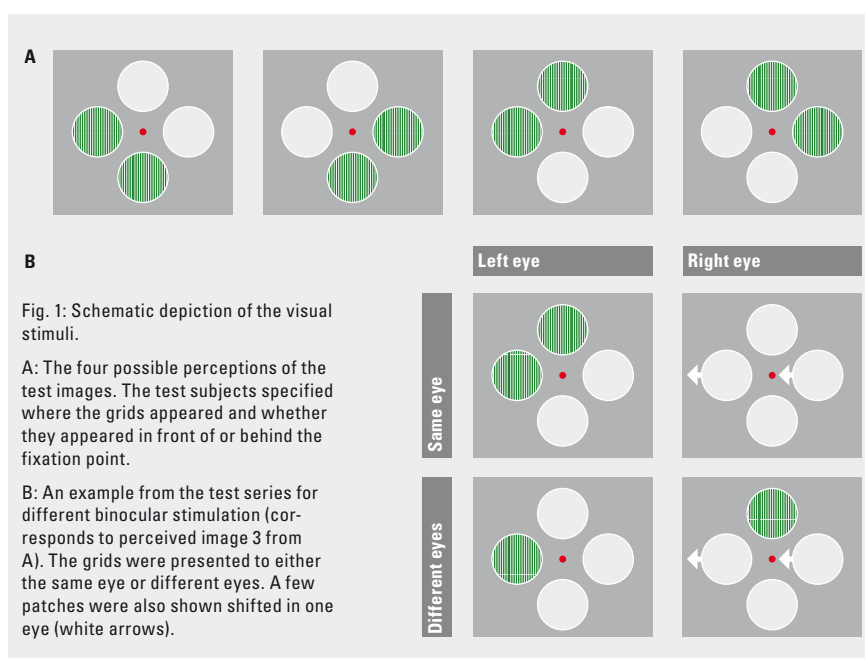 A
B
Left eye
Right eye
Fig. 1: Schematic depiction of the visual
stimuli.
A: The four possible perceptions of the
test images. The test subjects specified
where the grids appeared and whether
they appeared in front of or behind the
fixation point.
B: An example from the test series for
different binocular stimulation (cor-
responds to perceived image 3 from
A). The grids were presented to either
the same eye or different eyes. A few
patches were also shown shifted in one
eye (white arrows).
Same eye
Different eyes